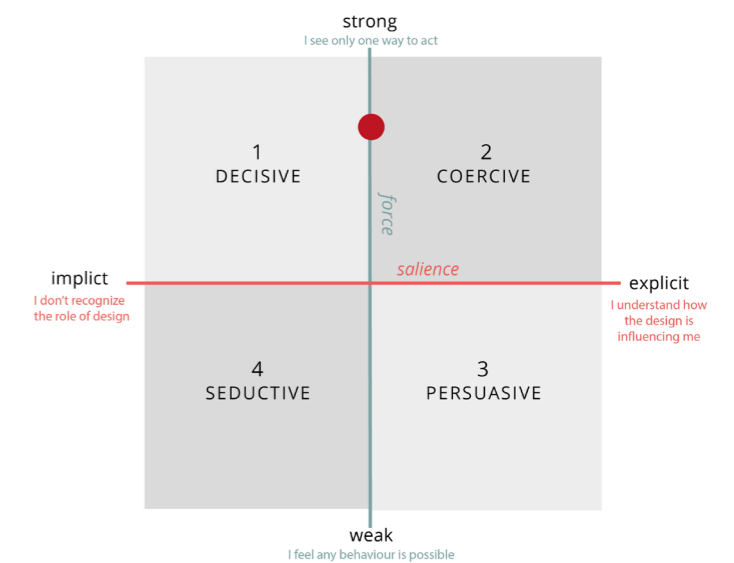 strong
I see only one way to act
1
DECISIVE
2
COERCIVE
force
salience
implict
I don't recognize
the role of design
explicit
I understand how
the design is
influencing me
4
SEDUCTIVE
3
PERSUASIVE
weak
I feel any behaviour is possible